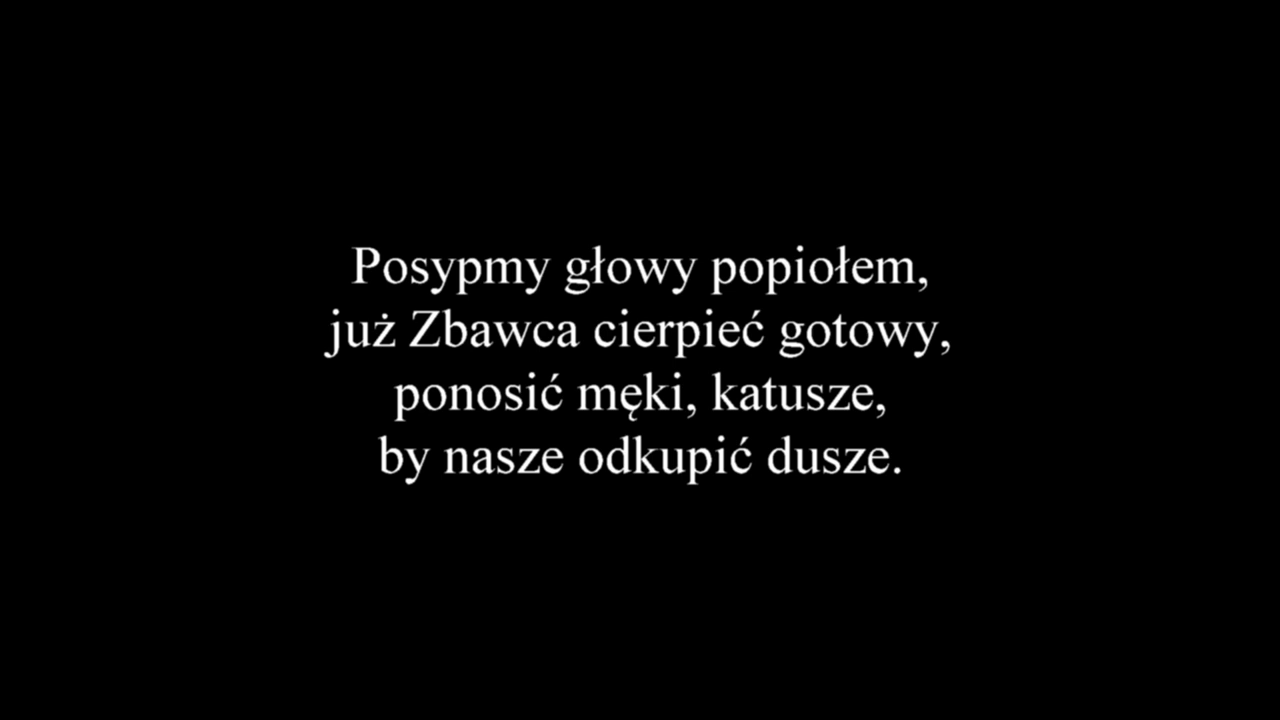 Posypmy głowy popiołem,
już Zbawca cierpieć gotowy,
ponosić męki, katusze,
by nasze odkupić dusze.